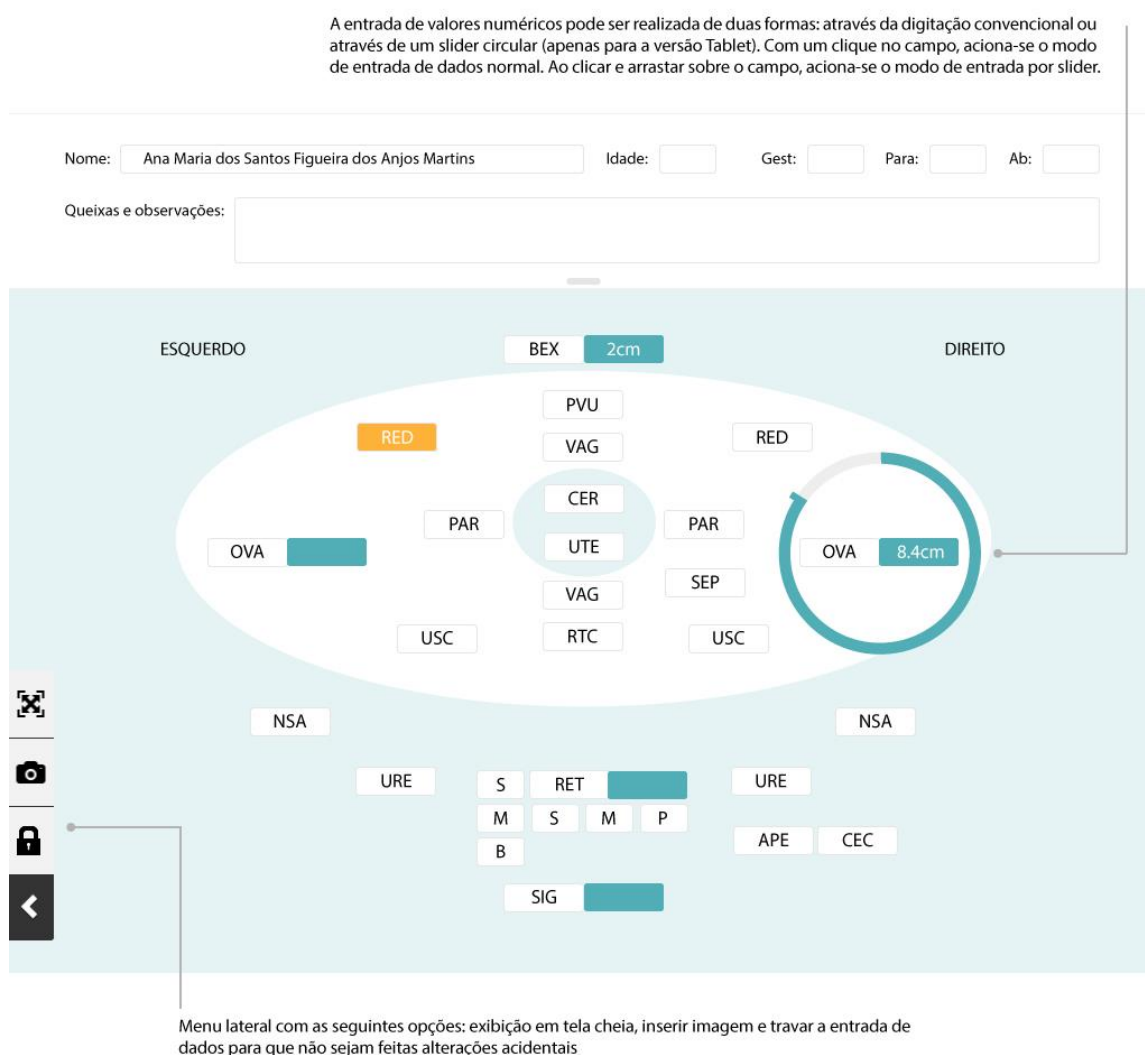 A entrada de valores numéricos pode ser realizada de duas formas: através da digitação convencional ou
através de um slider circular (apenas para a versão Tablet). Com um clique no campo, aciona-se o modo
de entrada de dados normal. Ao clicar e arrastar sobre o campo, aciona-se o modo de entrada por slider.
Nome: Ana Maria dos Santos Figueira dos Anjos Martins Idade: Gest: Para: Ab:
Queixas e observações:
ESQUERDO BEX 2cm DIREITO
PVU
RED VAG RED
CER
PAR PAR
OVA UTE OVA 8.4cm
SEP
VAG
USC RTC USC
NSA NSA
URE S RET URE
M S M P
APE CEC
B
SIG
Menu lateral com as seguintes opções: exibição em tela cheia, inserir imagem e travar a entrada de
dados para que não sejam feitas alterações acidentais